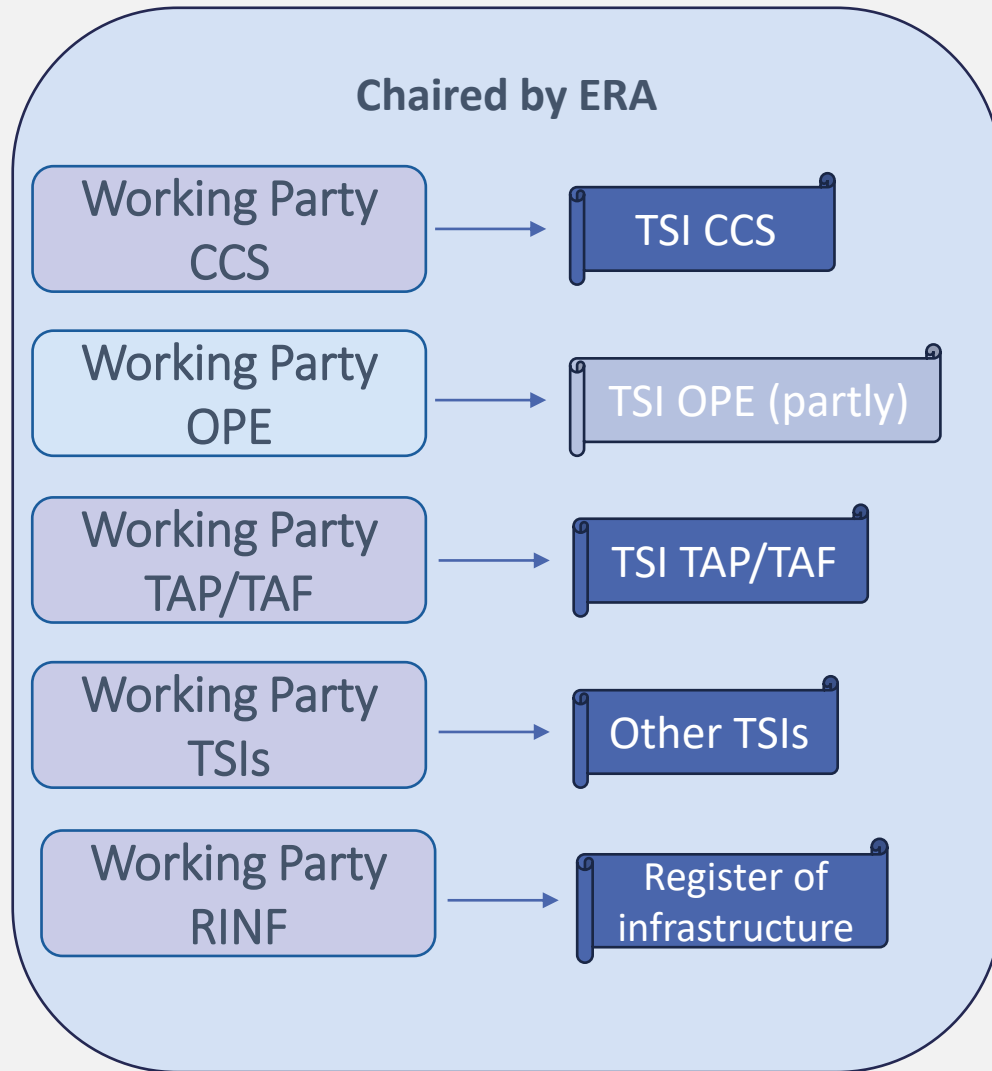 Chaired by ERA
Working Party
CCS
TSI CCS
Working Party
OPE
TSI OPE (partly)
Working Party
TAP/TAF
TSI TAP/TAF
Working Party
TSIs
Other TSIs
Working Party
RINF
Register of
infrastructure